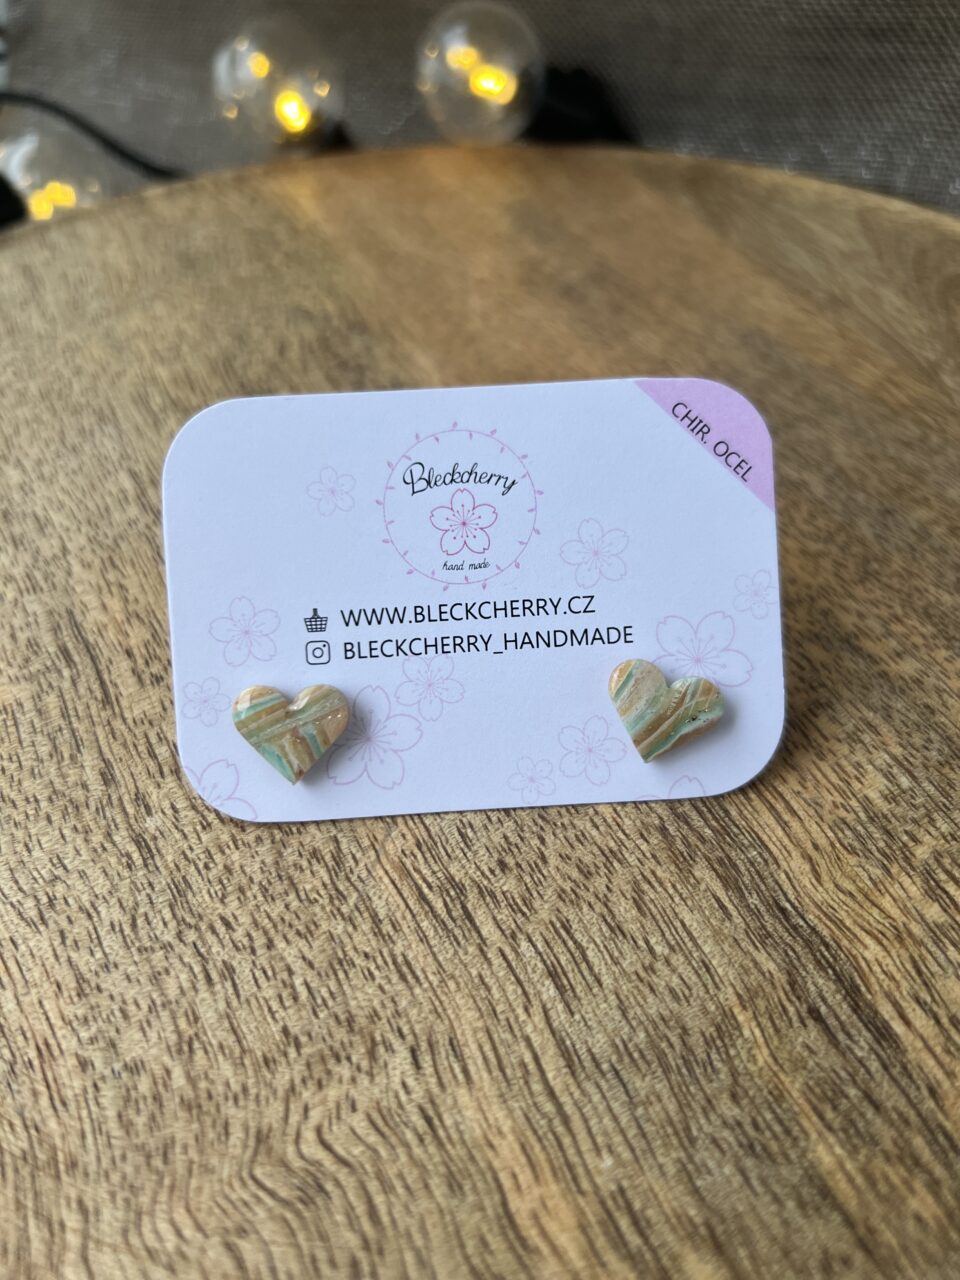 CHIR. OCEL
Bleckcherry
hand made
WWW.BLECKCHERRY.CZ
BLECKCHERRY_HANDMADE